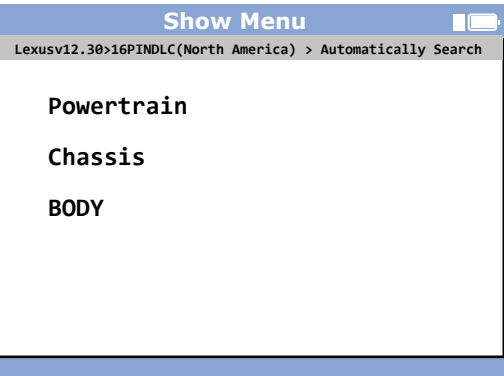 Show Menu
Lexusv12.30>16PINDLC(North America) > Automatically Search
Powertrain
Chassis
BODY